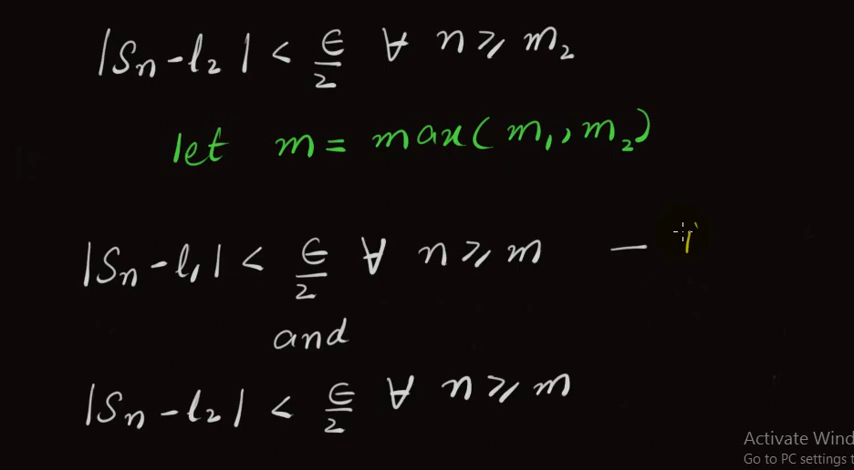 |Sn - l2| < ϵ/2 ∀ n ≥ m2
let m = max(m1, m2)
|Sn - l1| < ϵ/2 ∀ n ≥ m —
and
|Sn - l2| < ϵ/2 ∀ n ≥ m
Activate Wind
Go to PC settings t